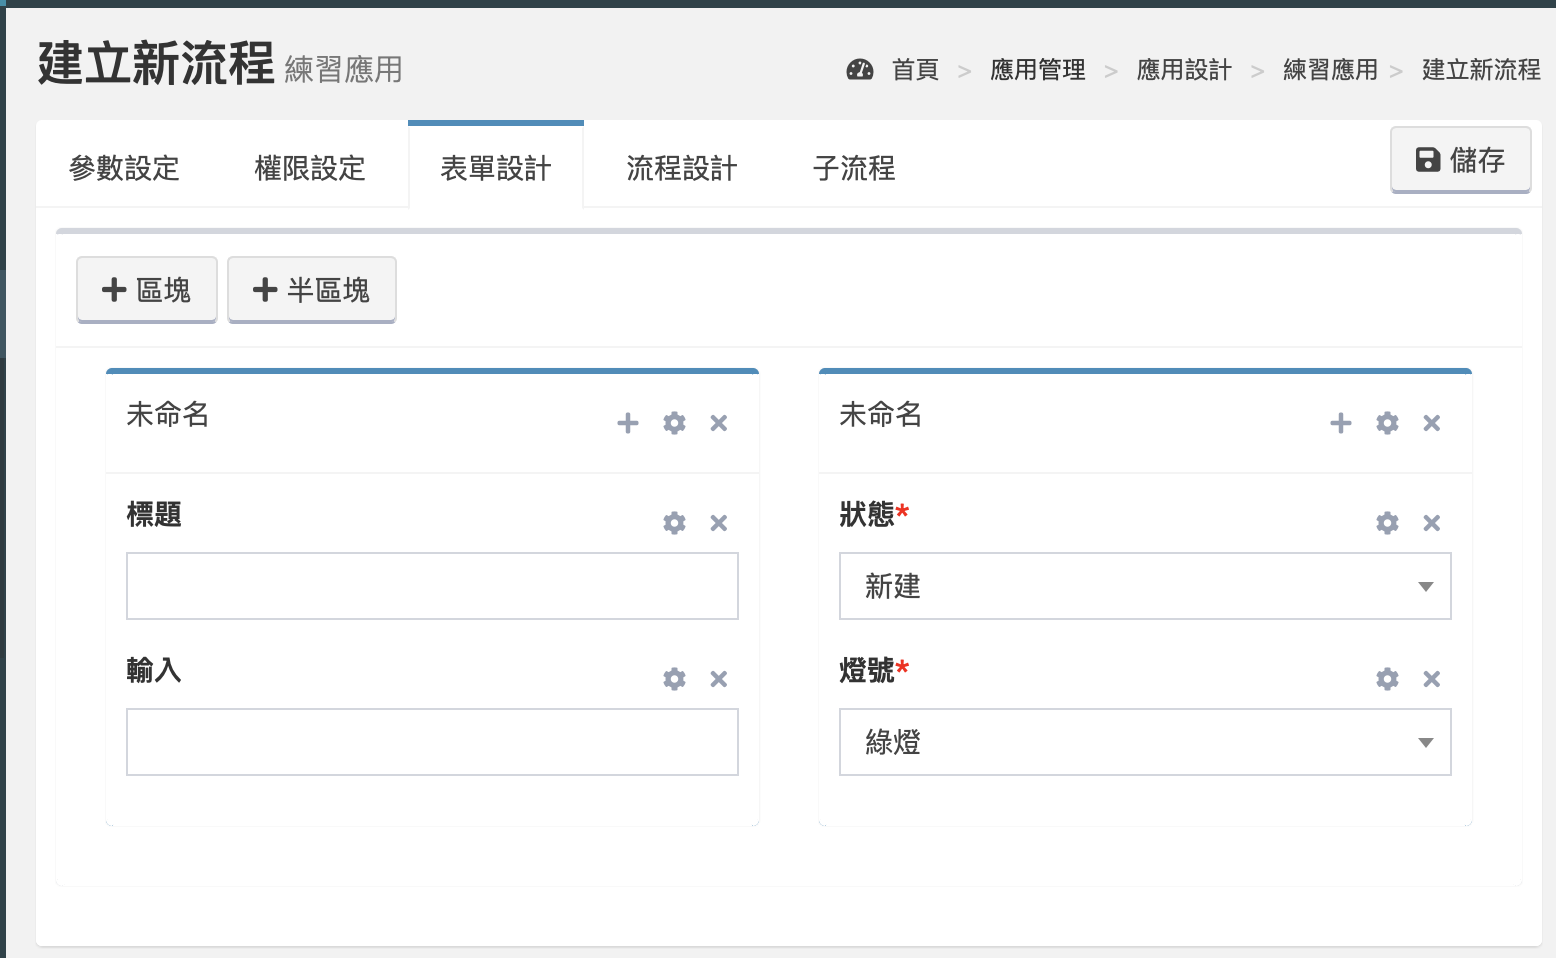 建立新流程 練習應用
首頁 > 應用管理 > 應用設計 > 練習應用 > 建立新流程
參數設定 權限設定 表單設計 流程設計 子流程 儲存
區塊 半區塊
未命名
標題
輸入
未命名
狀態*
新建
燈號*
綠燈